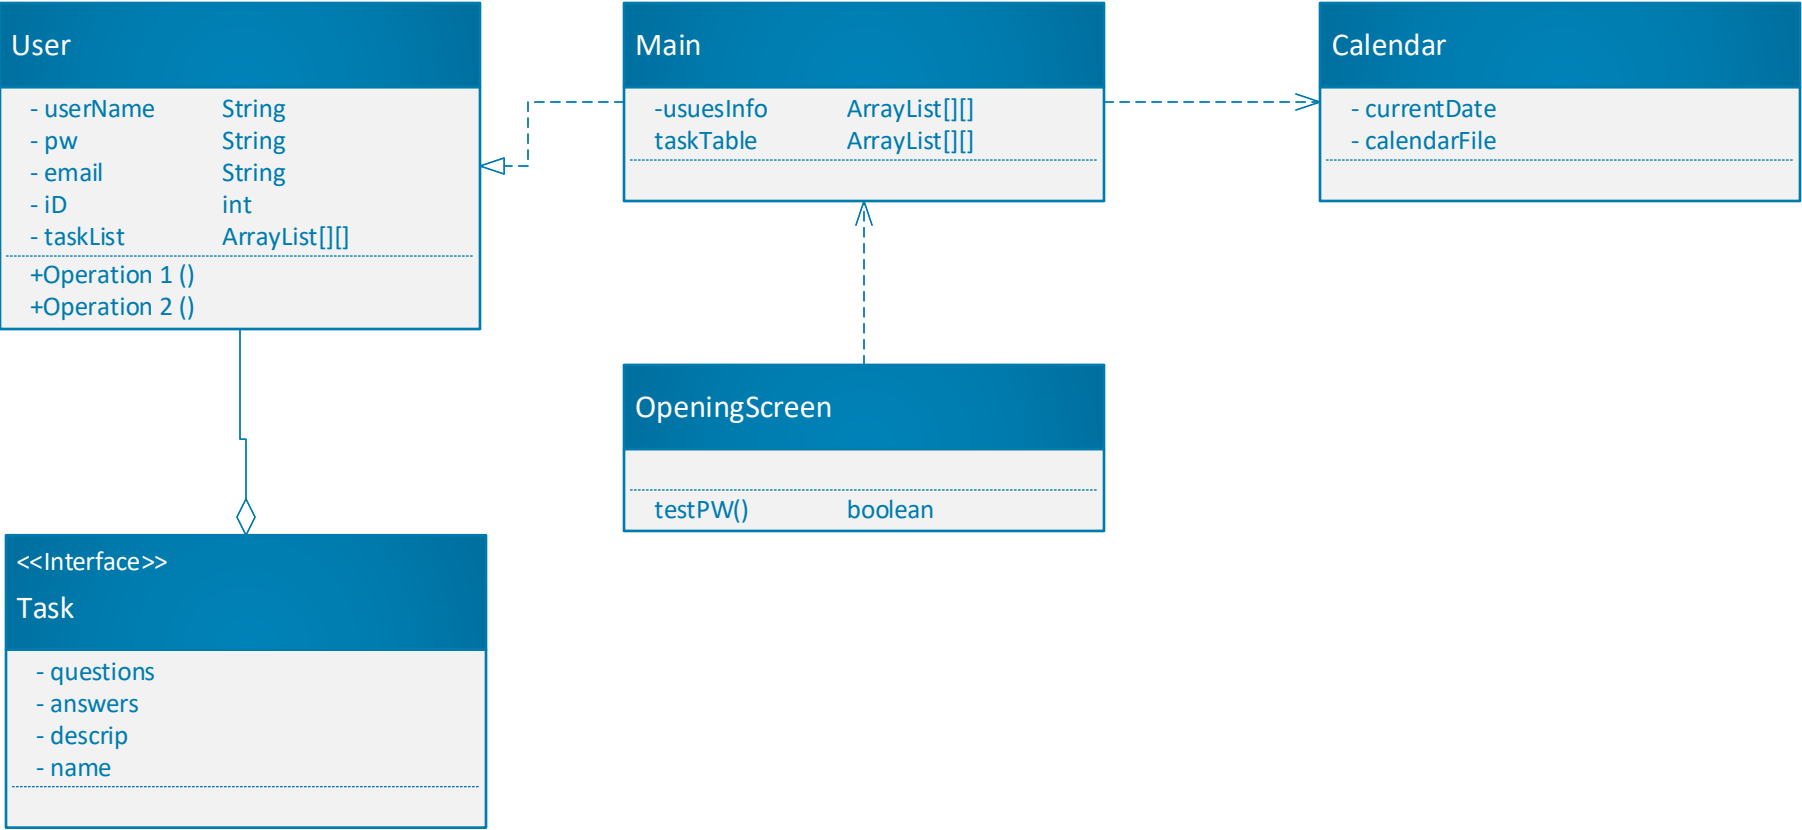 User
- userName String
- pw String
- email String
- iD int
- taskList ArrayList[][]
+Operation 1 ()
+Operation 2 ()
Main
-usuesInfo ArrayList[][]
taskTable ArrayList[][]
Calendar
- currentDate
- calendarFile
OpeningScreen
testPW() boolean
<<Interface>>
Task
- questions
- answers
- descrip
- name